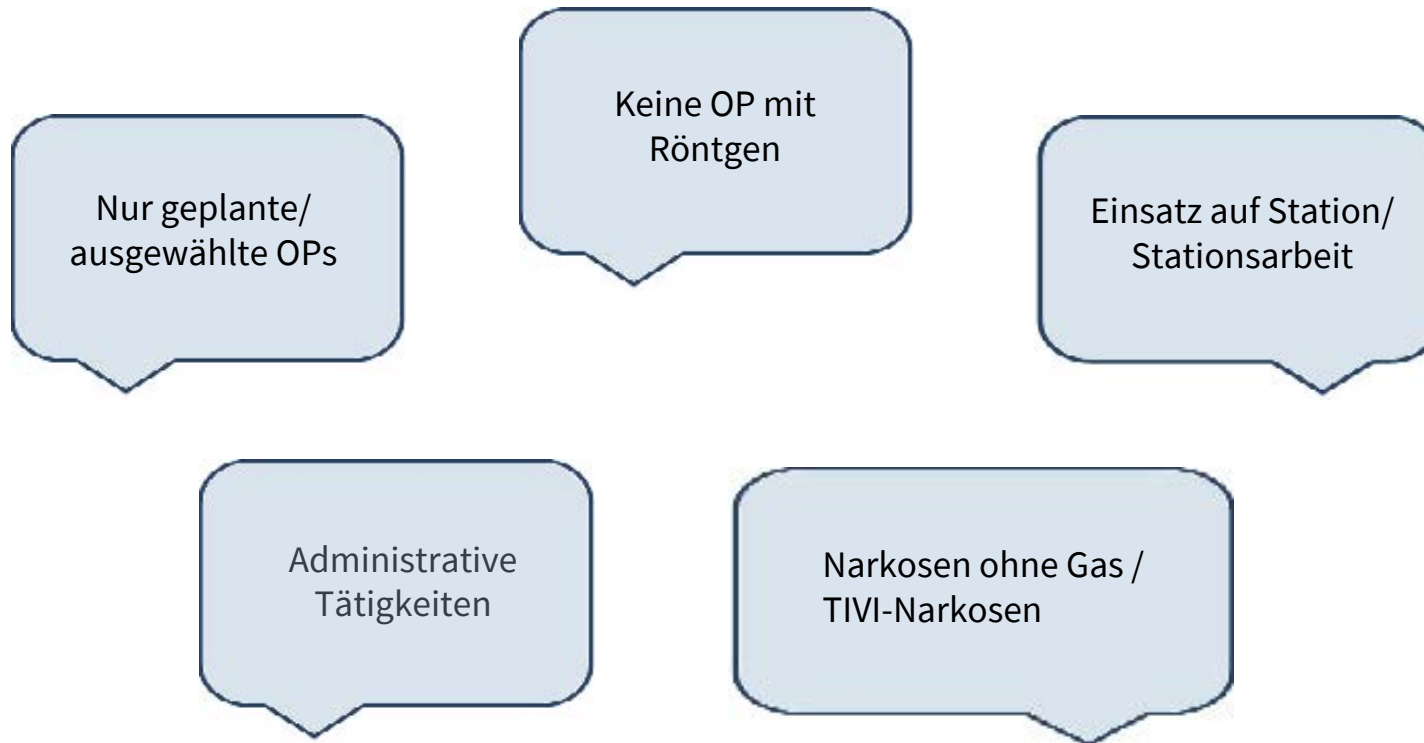 Keine OP mit
Röntgen
Nur geplante/
ausgewählte OPs
Einsatz auf Station/
Stationsarbeit
Administrative
Tätigkeiten
Narkosen ohne Gas /
TIVI-Narkosen